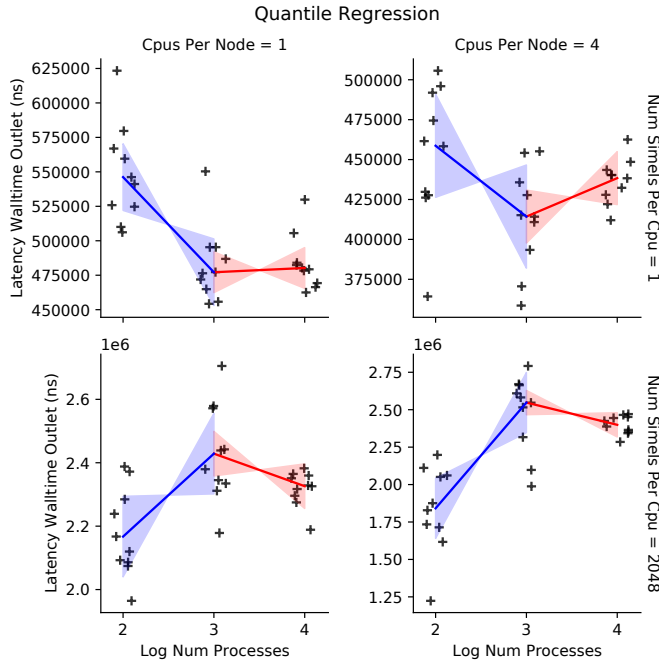 Quantile Regression
Cpus Per Node = 1
Cpus Per Node = 4
Latency Walltime Outlet (ns)
625000
600000
575000
550000
525000
500000
475000
450000
500000
475000
450000
425000
400000
375000
Num Simels Per Cpu = 1
Latency Walltime Outlet (ns)
1e6
2.6
2.4
2.2
2.0
2
3
4
Log Num Processes
1e6
2.75
2.50
2.25
2.00
1.75
1.50
1.25
2
3
4
Log Num Processes
Num Simels Per Cpu = 2048